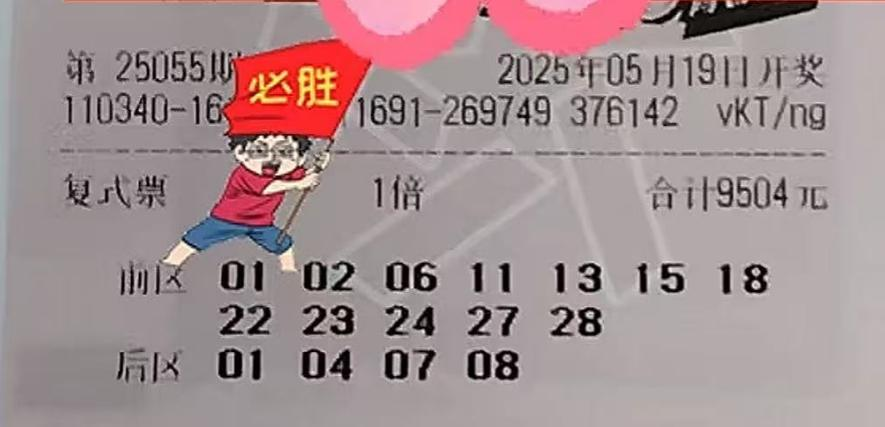 第 25055期 2025年05月19日开奖
必胜
110340-16 1691-269749 376142 vKT/ng
复式票 1倍 合计9504元
前区 01 02 06 11 13 15 18
22 23 24 27 28
后区 01 04 07 08